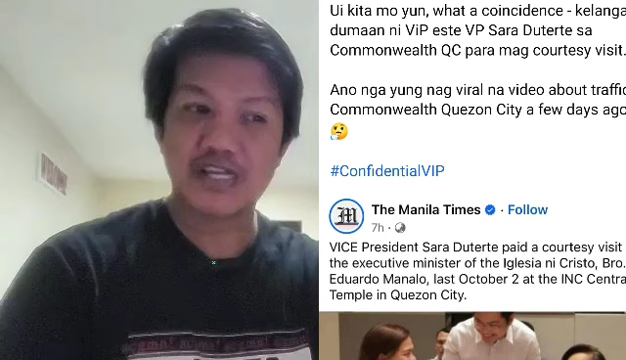 Ui kita mo yun, what a coincidence - kelanga
dumaan ni ViP este VP Sara Duterte sa
Commonwealth QC para mag courtesy visit.
Ano nga yung nag viral na video about traffic
Commonwealth Quezon City a few days ago
#ConfidentialVIP
The Manila Times · Follow
7h ·
VICE President Sara Duterte paid a courtesy visit
the executive minister of the Iglesia ni Cristo, Bro.
Eduardo Manalo, last October 2 at the INC Centra
Temple in Quezon City.